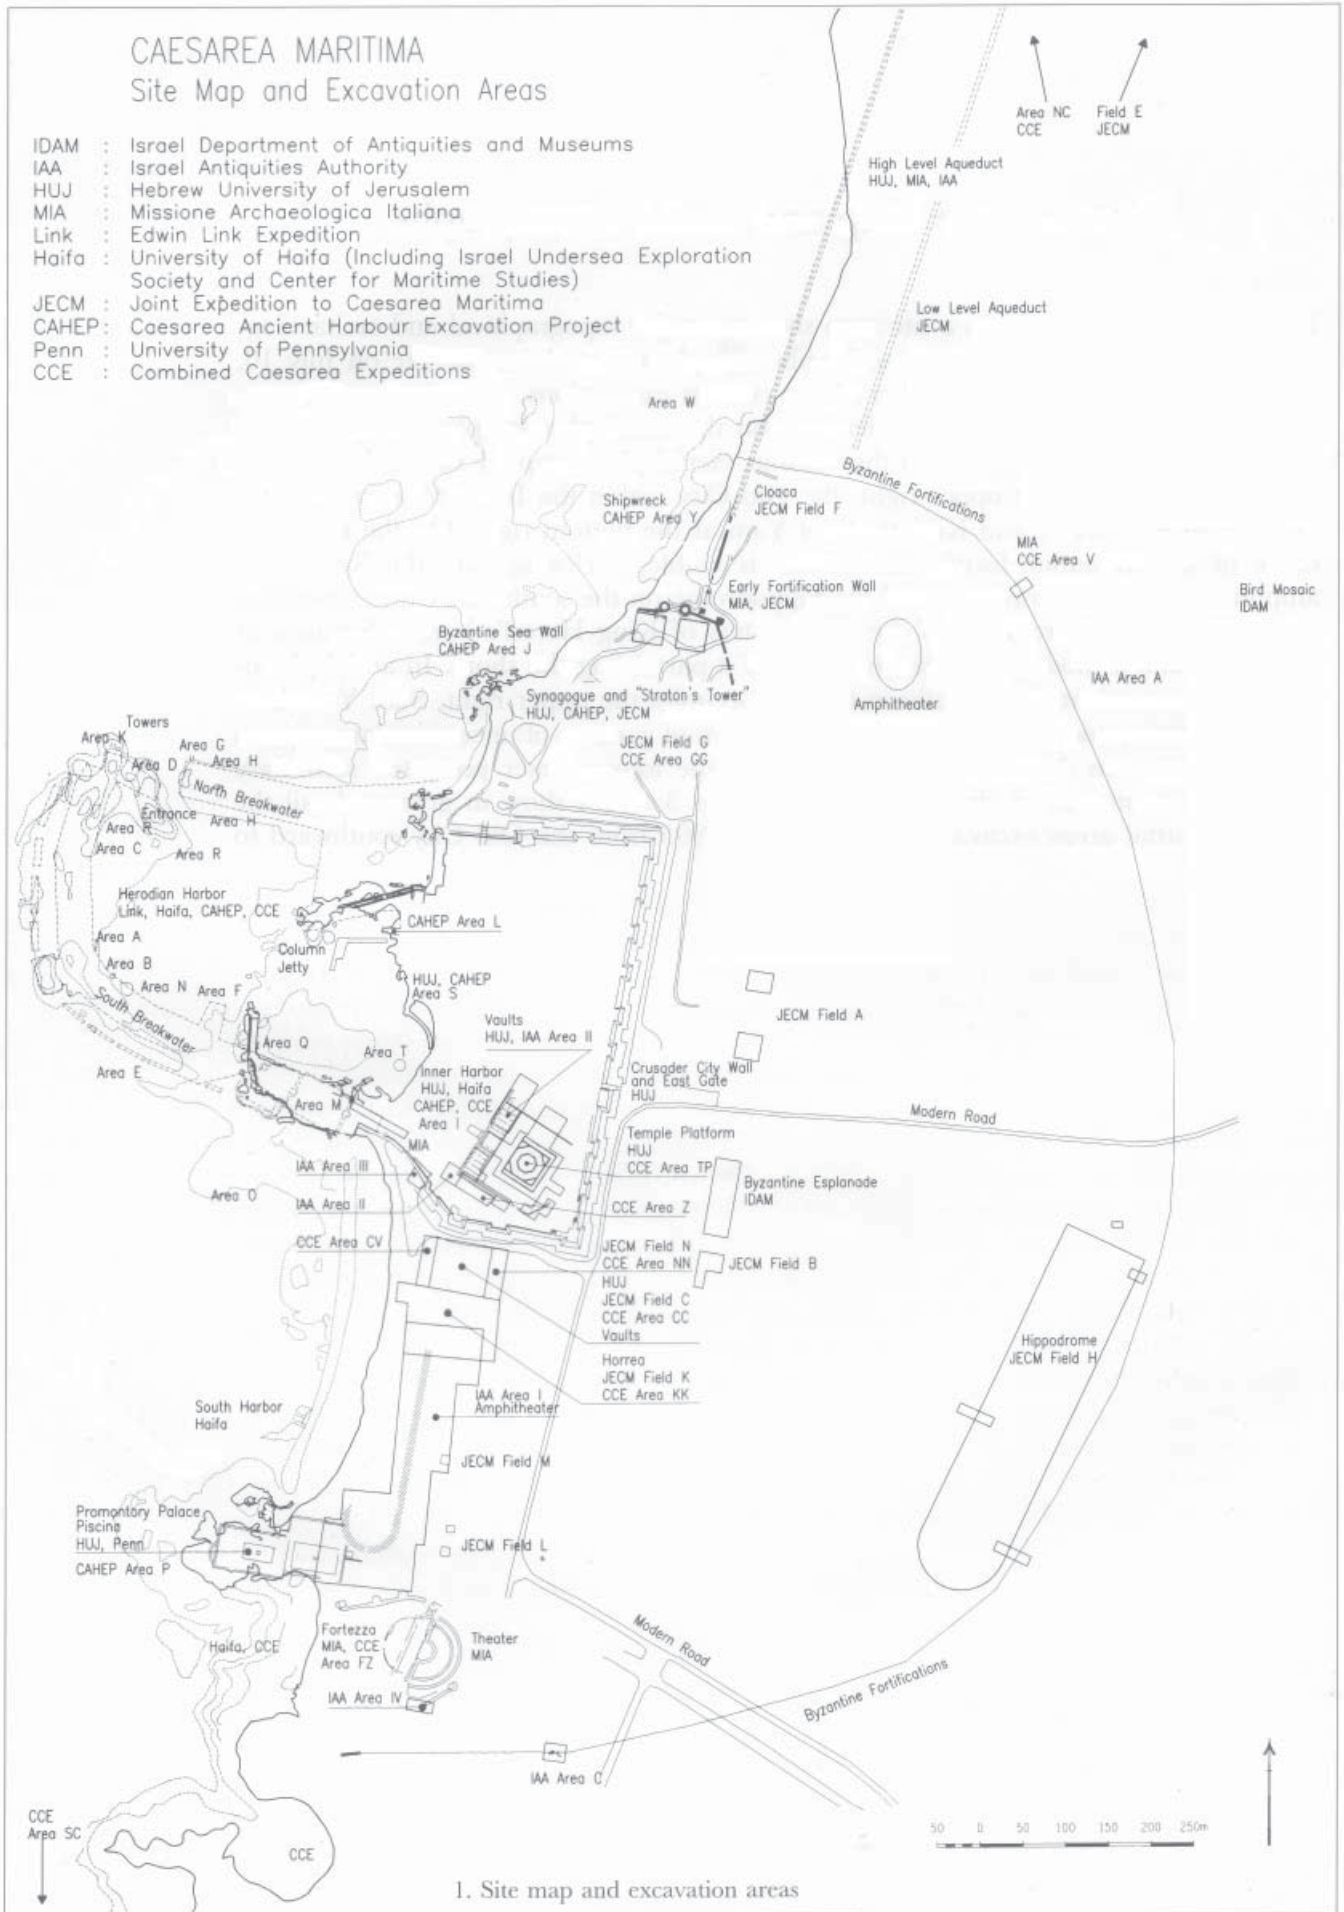 CAESAREA MARITIMA
Site Map and Excavation Areas
IDAM : Israel Department of Antiquities and Museums
IAA : Israel Antiquities Authority
HUJ : Hebrew University of Jerusalem
MIA : Missione Archaeologica Italiana
Link : Edwin Link Expedition
Haifa : University of Haifa (Including Israel Undersea Exploration
Society and Center for Maritime Studies)
JECM : Joint Expedition to Caesarea Maritima
CAHEP : Caesarea Ancient Harbour Excavation Project
Penn : University of Pennsylvania
CCE : Combined Caesarea Expeditions
Area NC
CCE
Field E
JECM
High Level Aqueduct
HUJ, MIA, IAA
Low Level Aqueduct
JECM
Area W
Byzantine Fortifications
Cloaca
JECM Field F
Shipwreck
CAHEP Area Y
MIA
CCE Area V
Early Fortification Wall
MIA, JECM
Bird Mosaic
IDAM
Byzantine Sea Wall
CAHEP Area J
IAA Area A
Synagogue and "Straton's Tower"
HUJ, CAHEP, JECM
Amphitheater
Towers
Area K
Area G
Area D
Area H
JECM Field G
CCE Area GG
North Breakwater
Entrance
Area H
Area R
Area C
Area R
Herodian Harbor
Link, Haifa, CAHEP, CCE
CAHEP Area L
Area A
Column
Jetty
Area B
Area N
Area F
HUJ, CAHEP
Area S
South Breakwater
JECM Field A
Vaults
HUJ, IAA Area II
Area Q
Area T
Area E
Inner Harbor
HUJ, Haifa
CAHEP, CCE
Area I
Crusader City Wall
and East Gate
HUJ
Area M
Modern Road
MIA
Temple Platform
HUJ
CCE Area TP
IAA Area III
Byzantine Esplanade
IDAM
Area O
IAA Area II
CCE Area Z
CCE Area CV
JECM Field N
CCE Area NN
JECM Field B
HUJ
JECM Field C
CCE Area CC
Vaults
Hippodrome
JECM Field H
Horrea
JECM Field K
CCE Area KK
IAA Area I
Amphitheater
South Harbor
Haifa
JECM Field M
Promontory Palace
Piscina
HUJ, Penn
CAHEP Area P
JECM Field L
Haifa, CCE
Fortezza
MIA, CCE
Area FZ
Theater
MIA
Modern Road
Byzantine Fortifications
IAA Area IV
IAA Area C
CCE
Area SC
CCE
50 0 50 100 150 200 250m
1. Site map and excavation areas